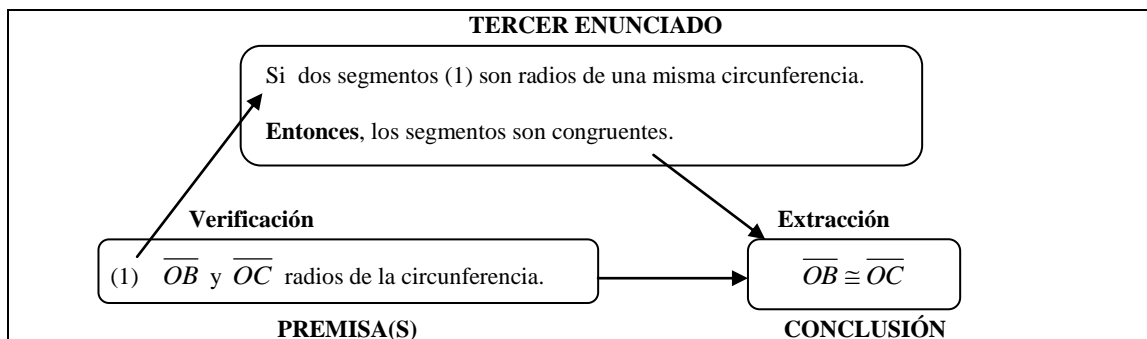 TERCER ENUNCIADO
Si dos segmentos (1) son radios de una misma circunferencia.
Entonces, los segmentos son congruentes.
Verificación Extracción
(1) OB y OC radios de la circunferencia.
OB ≅ OC
PREMISA(S) CONCLUSIÓN